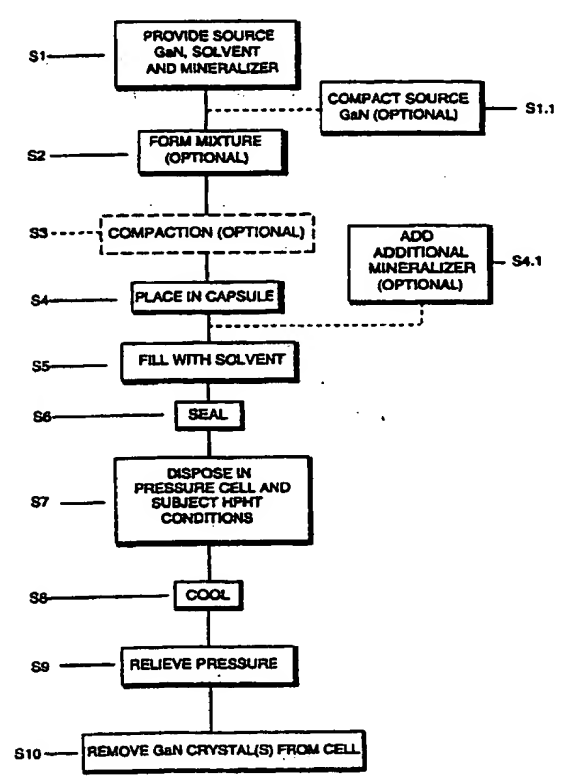 S1
PROVIDE SOURCE
GaN, SOLVENT
AND MINERALIZER
COMPACT SOURCE
GaN (OPTIONAL)
S1.1
S2
FORM MIXTURE
(OPTIONAL)
S3
COMPACTION (OPTIONAL)
ADD
ADDITIONAL
MINERALIZER
(OPTIONAL)
S4.1
S4
PLACE IN CAPSULE
S5
FILL WITH SOLVENT
S6
SEAL
S7
DISPOSE IN
PRESSURE CELL AND
SUBJECT HPHT
CONDITIONS
S8
COOL
S9
RELIEVE PRESSURE
S10
REMOVE GaN CRYSTAL(S) FROM CELL